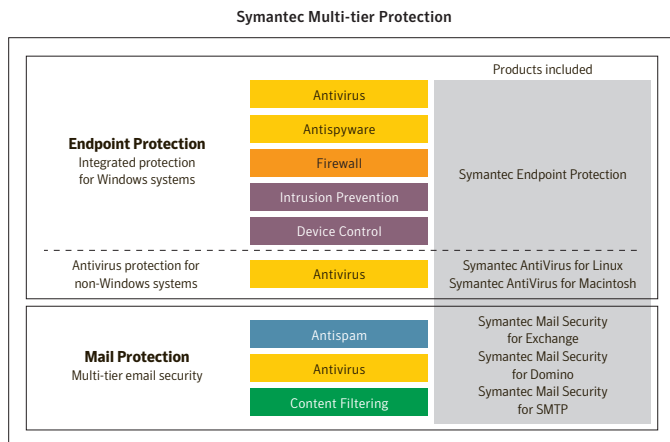 Symantec Multi-tier Protection
Products included
Endpoint Protection
Integrated protection
for Windows systems
Antivirus
Antispyware
Firewall
Intrusion Prevention
Device Control
Symantec Endpoint Protection
Antivirus protection for
non-Windows systems
Antivirus
Symantec AntiVirus for Linux
Symantec AntiVirus for Macintosh
Mail Protection
Multi-tier email security
Antispam
Antivirus
Content Filtering
Symantec Mail Security
for Exchange
Symantec Mail Security
for Domino
Symantec Mail Security
for SMTP